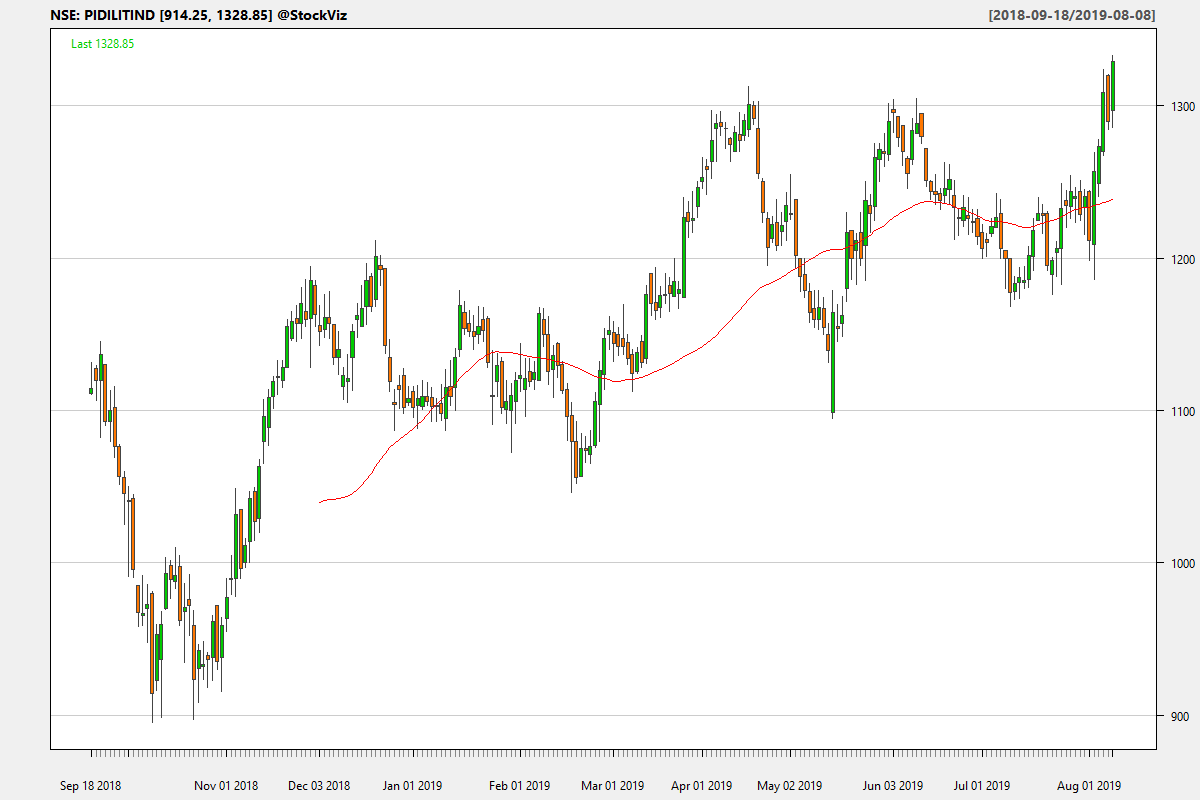 NSE: PIDILITIND [914.25, 1328.85] @StockViz
[2018-09-18/2019-08-08]
Last 1328.85
1300
1200
1100
1000
900
Sep 18 2018 Nov 01 2018 Dec 03 2018 Jan 01 2019 Feb 01 2019 Mar 01 2019 Apr 01 2019 May 02 2019 Jun 03 2019 Jul 01 2019 Aug 01 2019